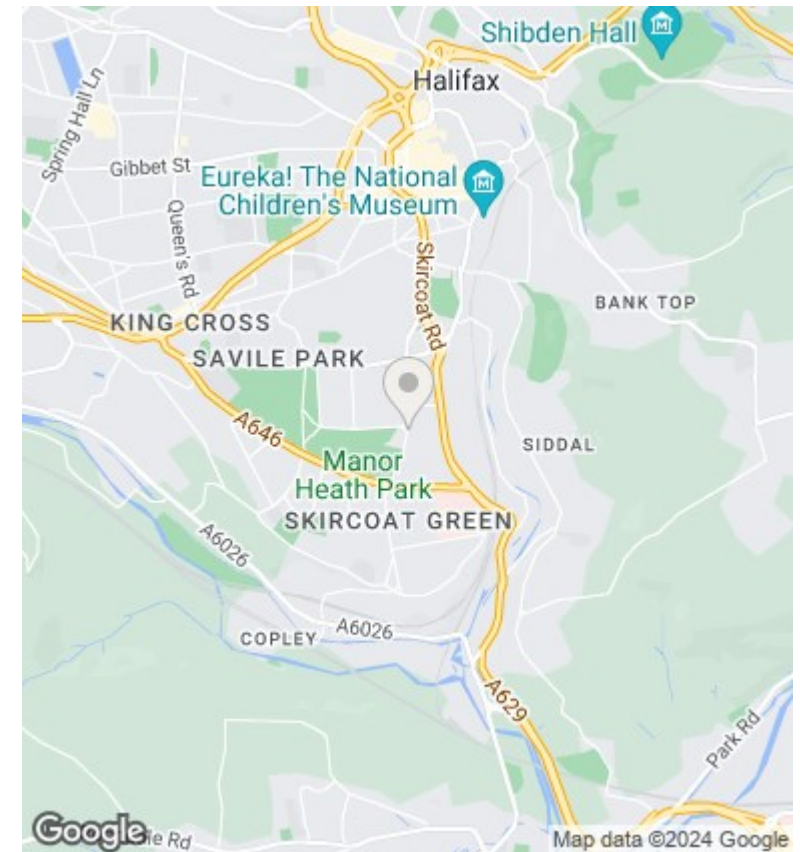 Shibden Hall
Halifax
Spring Hall Ln
Gibbet St
Eureka! The National
Children's Museum
Queen's Rd
Skircoat Rd
BANK TOP
KING CROSS
SAVILE PARK
A646
SIDDAL
Manor
Heath Park
SKIRCOAT GREEN
A6026
COPLEY
A6026
A629
Park Rd
Google
Rd
Map data ©2024 Google